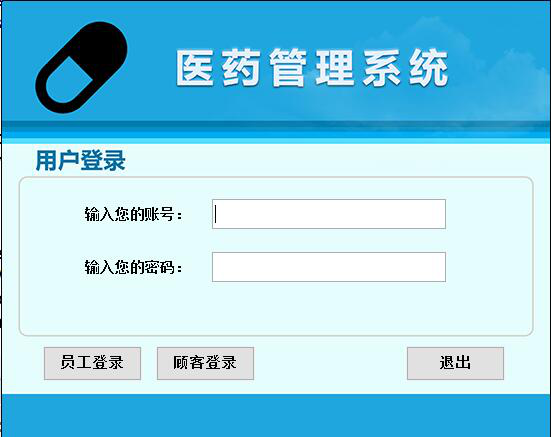 医药管理系统
用户登录
输入您的账号：
输入您的密码：
员工登录 顾客登录 退出